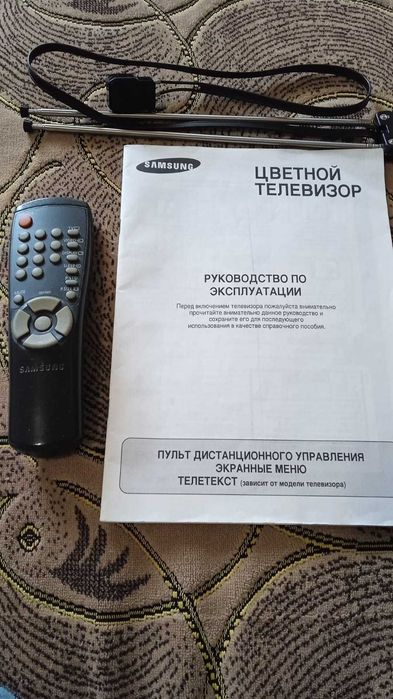 SAMSUNG
ЦВЕТНОЙ
ТЕЛЕВИЗОР
РУКОВОДСТВО ПО
ЭКСПЛУАТАЦИИ
Перед включением телевизора пожалуйста внимательно
прочитайте внимательно данное руководство и
сохраните его для последующего
использования в качестве справочного пособия.
ПУЛЬТ ДИСТАНЦИОННОГО УПРАВЛЕНИЯ
ЭКРАННЫЕ МЕНЮ
ТЕЛЕТЕКСТ (зависит от модели телевизора)
SAMSUNG